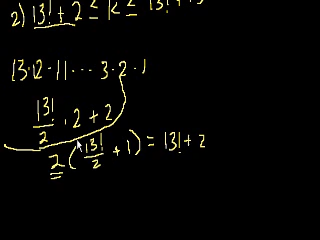 2) 13! + 2 ≤ k ≤ 13! +
13·12·11 ··· 3·2·1
13!/2 · 2 + 2
2 ( 13!/2 + 1 ) = 13! + 2